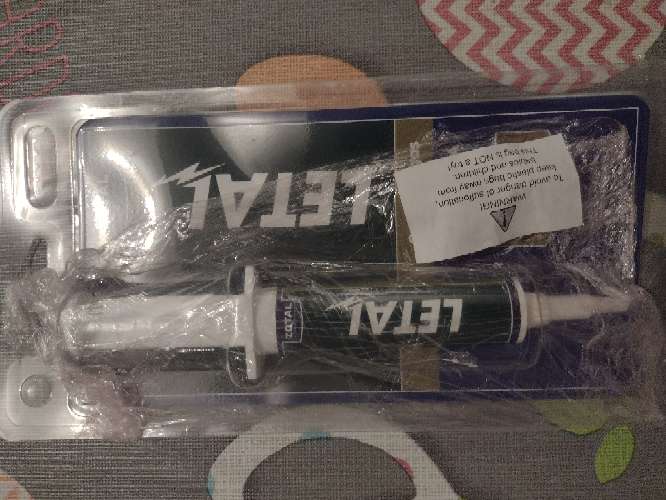 LETAL
WARNING!
To avoid danger of suffocation,
keep plastic bags away from
babies and children
This bag is NOT a toy!
LETAL
ZOTAL